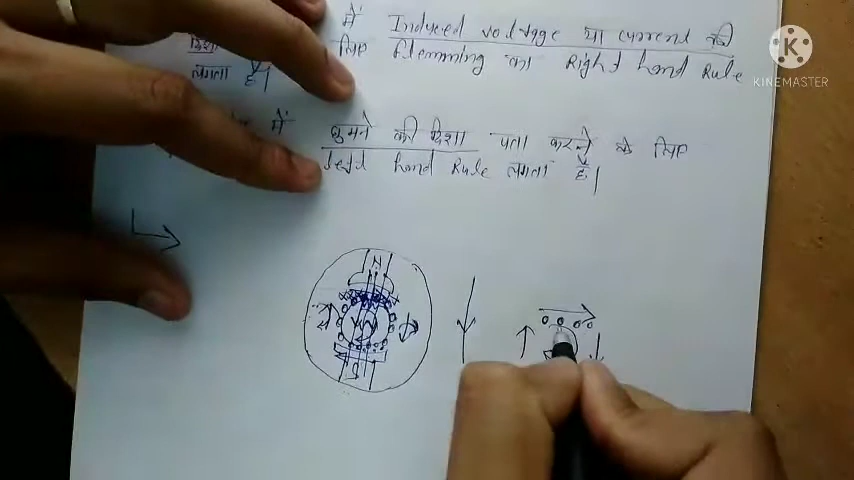 में Induced voltage या current की
दिशा
लिए Flemming का Right hand Rule
लगता है|
में घुमने की दिशा पता करने के लिए
left hand Rule लगता है|
N
S
KINEMASTER